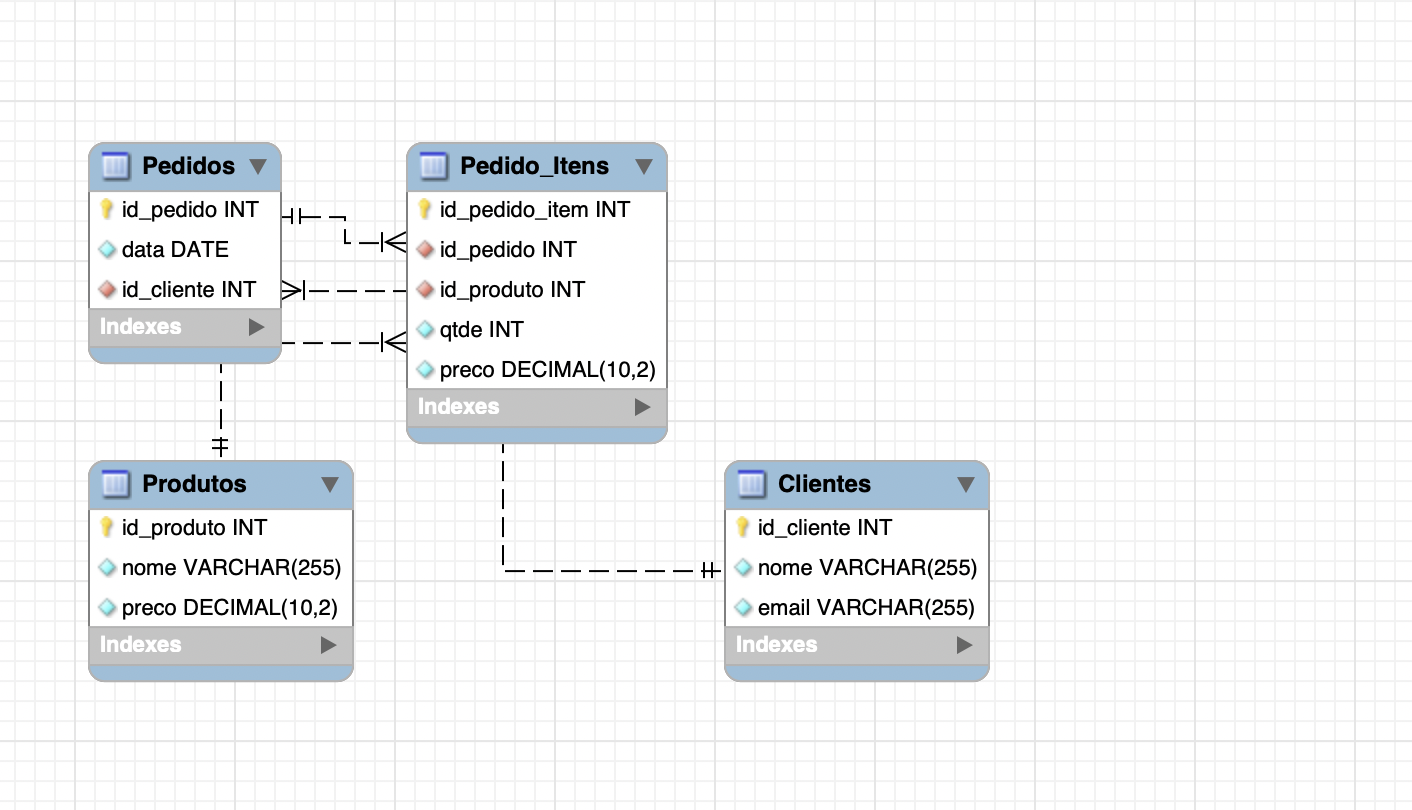 Pedidos
id_pedido INT
data DATE
id_cliente INT
Indexes
Pedido_Itens
id_pedido_item INT
id_pedido INT
id_produto INT
qtde INT
preco DECIMAL(10,2)
Indexes
Produtos
id_produto INT
nome VARCHAR(255)
preco DECIMAL(10,2)
Indexes
Clientes
id_cliente INT
nome VARCHAR(255)
email VARCHAR(255)
Indexes